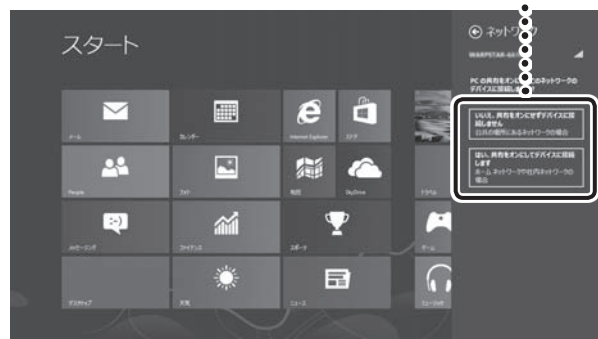 スタート
ネットワーク
WARPSTAR-
PC の共有をオンにしてこのネットワークの
デバイスに接続しますか?
いいえ、共有をオンにせずデバイスに接
続しません
公共の場所にあるネットワークの場合
はい、共有をオンにしてデバイスに接続
します
ホーム ネットワークや社内ネットワークの
場合
メール
カレンダー
Internet Explorer
ストア
People
フォト
地図
SkyDrive
トラベル
メッセージング
ファイナンス
スポーツ
ゲーム
デスクトップ
天気
ニュース
ミュージック